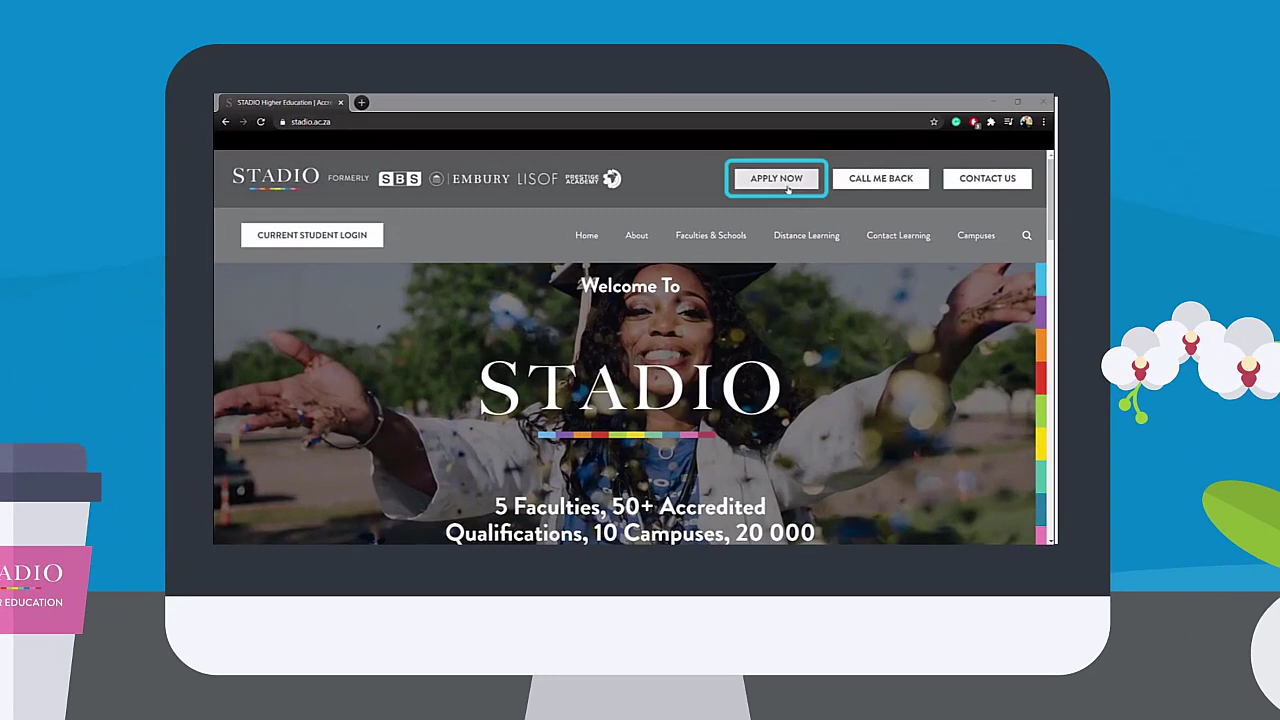 STADIO Higher Education | Accre
stadio.ac.za
STADIO FORMERLY SBS EMBURY LISOF PRESTIGE ACADEMY
APPLY NOW
CALL ME BACK
CONTACT US
CURRENT STUDENT LOGIN
Home About Faculties & Schools Distance Learning Contact Learning Campuses
Welcome To
STADIO
5 Faculties, 50+ Accredited
Qualifications, 10 Campuses, 20 000
ADIO
R EDUCATION